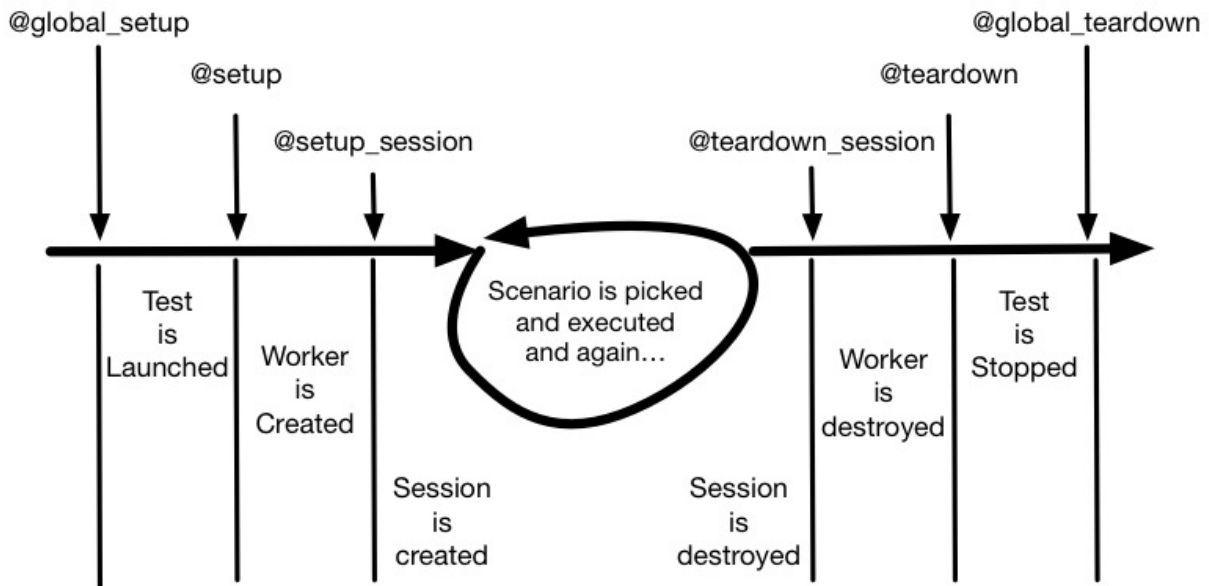 @global_setup
@global_teardown
@setup
@teardown
@setup_session
@teardown_session
Test
is
Launched
Worker
is
Created
Session
is
created
Scenario is picked
and executed
and again...
Session
is
destroyed
Worker
is
destroyed
Test
is
Stopped